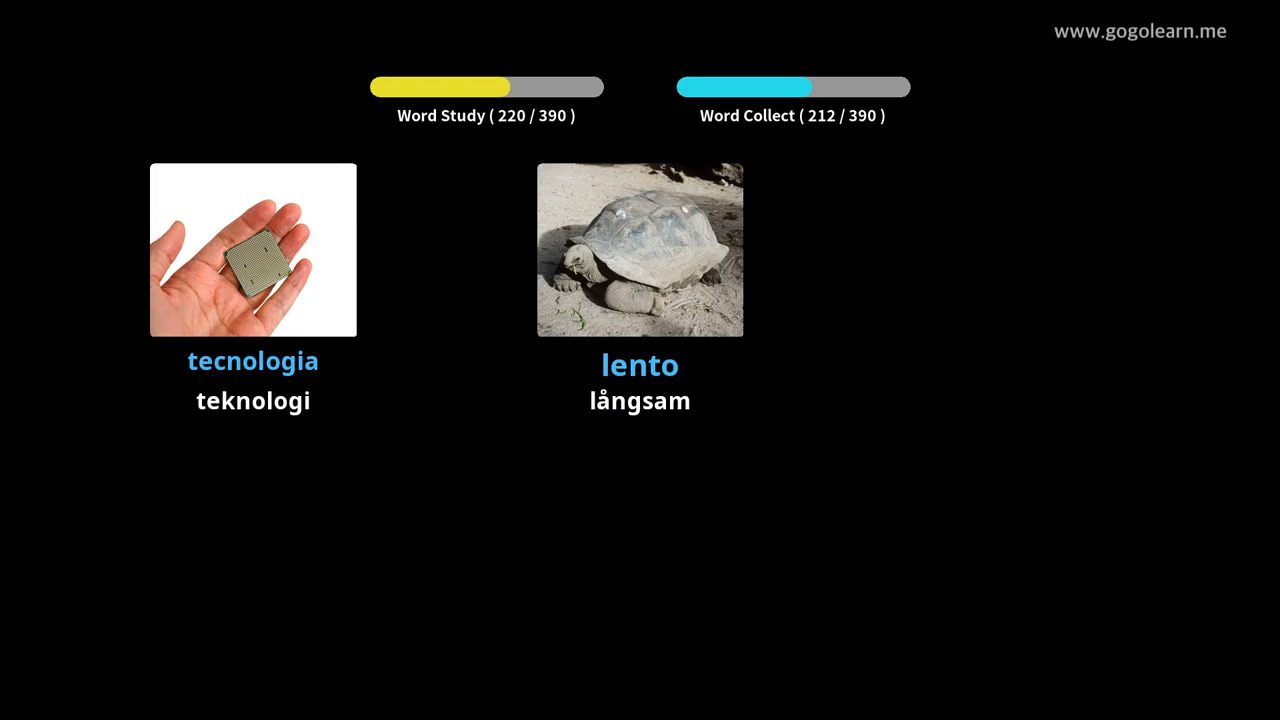 www.gogolearn.me
Word Study ( 220 / 390 )
Word Collect ( 212 / 390 )
tecnologia
lento
teknologi
långsam